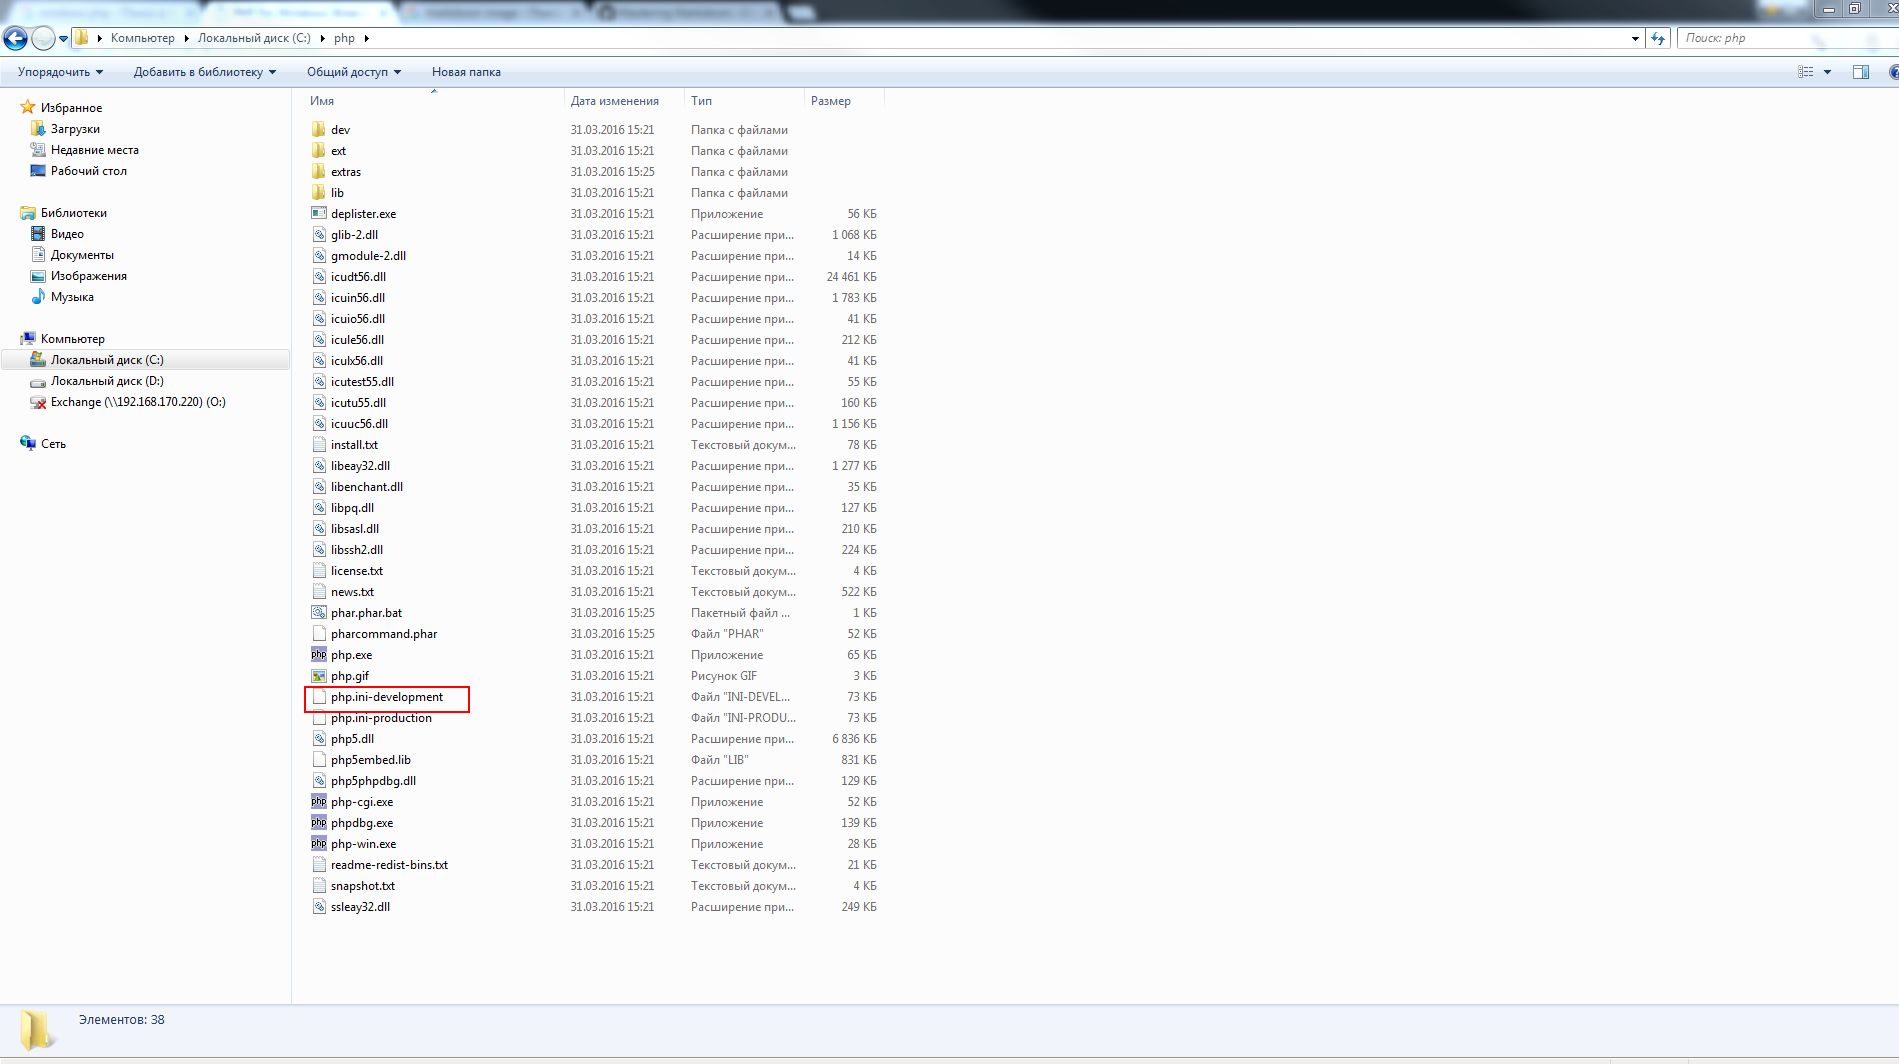 Компьютер Локальный диск (C:) php Поиск: php
Упорядочить Добавить в библиотеку Общий доступ Новая папка
Избранное
Загрузки
Недавние места
Рабочий стол
Библиотеки
Видео
Документы
Изображения
Музыка
Компьютер
Локальный диск (C:)
Локальный диск (D:)
Exchange (\\192.168.170.220) (O:)
Сеть
Имя Дата изменения Тип Размер
dev 31.03.2016 15:21 Папка с файлами
ext 31.03.2016 15:21 Папка с файлами
extras 31.03.2016 15:25 Папка с файлами
lib 31.03.2016 15:21 Папка с файлами
deplister.exe 31.03.2016 15:21 Приложение 56 КБ
glib-2.dll 31.03.2016 15:21 Расширение при... 1 068 КБ
gmodule-2.dll 31.03.2016 15:21 Расширение при... 14 КБ
icudt56.dll 31.03.2016 15:21 Расширение при... 24 461 КБ
icuin56.dll 31.03.2016 15:21 Расширение при... 1 783 КБ
icuio56.dll 31.03.2016 15:21 Расширение при... 41 КБ
icule56.dll 31.03.2016 15:21 Расширение при... 212 КБ
iculx56.dll 31.03.2016 15:21 Расширение при... 41 КБ
icutest55.dll 31.03.2016 15:21 Расширение при... 55 КБ
icutu55.dll 31.03.2016 15:21 Расширение при... 160 КБ
icuuc56.dll 31.03.2016 15:21 Расширение при... 1 156 КБ
install.txt 31.03.2016 15:21 Текстовый докум... 78 КБ
libeay32.dll 31.03.2016 15:21 Расширение при... 1 277 КБ
libenchant.dll 31.03.2016 15:21 Расширение при... 35 КБ
libpq.dll 31.03.2016 15:21 Расширение при... 127 КБ
libsasl.dll 31.03.2016 15:21 Расширение при... 210 КБ
libssh2.dll 31.03.2016 15:21 Расширение при... 224 КБ
license.txt 31.03.2016 15:21 Текстовый докум... 4 КБ
news.txt 31.03.2016 15:21 Текстовый докум... 522 КБ
phar.phar.bat 31.03.2016 15:25 Пакетный файл ... 1 КБ
pharcommand.phar 31.03.2016 15:25 Файл "PHAR" 52 КБ
php.exe 31.03.2016 15:21 Приложение 65 КБ
php.gif 31.03.2016 15:21 Рисунок GIF 3 КБ
php.ini-development 31.03.2016 15:21 Файл "INI-DEVEL... 73 КБ
php.ini-production 31.03.2016 15:21 Файл "INI-PRODU... 73 КБ
php5.dll 31.03.2016 15:21 Расширение при... 6 836 КБ
php5embed.lib 31.03.2016 15:21 Файл "LIB" 831 КБ
php5phpdbg.dll 31.03.2016 15:21 Расширение при... 129 КБ
php-cgi.exe 31.03.2016 15:21 Приложение 52 КБ
phpdbg.exe 31.03.2016 15:21 Приложение 139 КБ
php-win.exe 31.03.2016 15:21 Приложение 28 КБ
readme-redist-bins.txt 31.03.2016 15:21 Текстовый докум... 21 КБ
snapshot.txt 31.03.2016 15:21 Текстовый докум... 4 КБ
ssleay32.dll 31.03.2016 15:21 Расширение при... 249 КБ
Элементов: 38